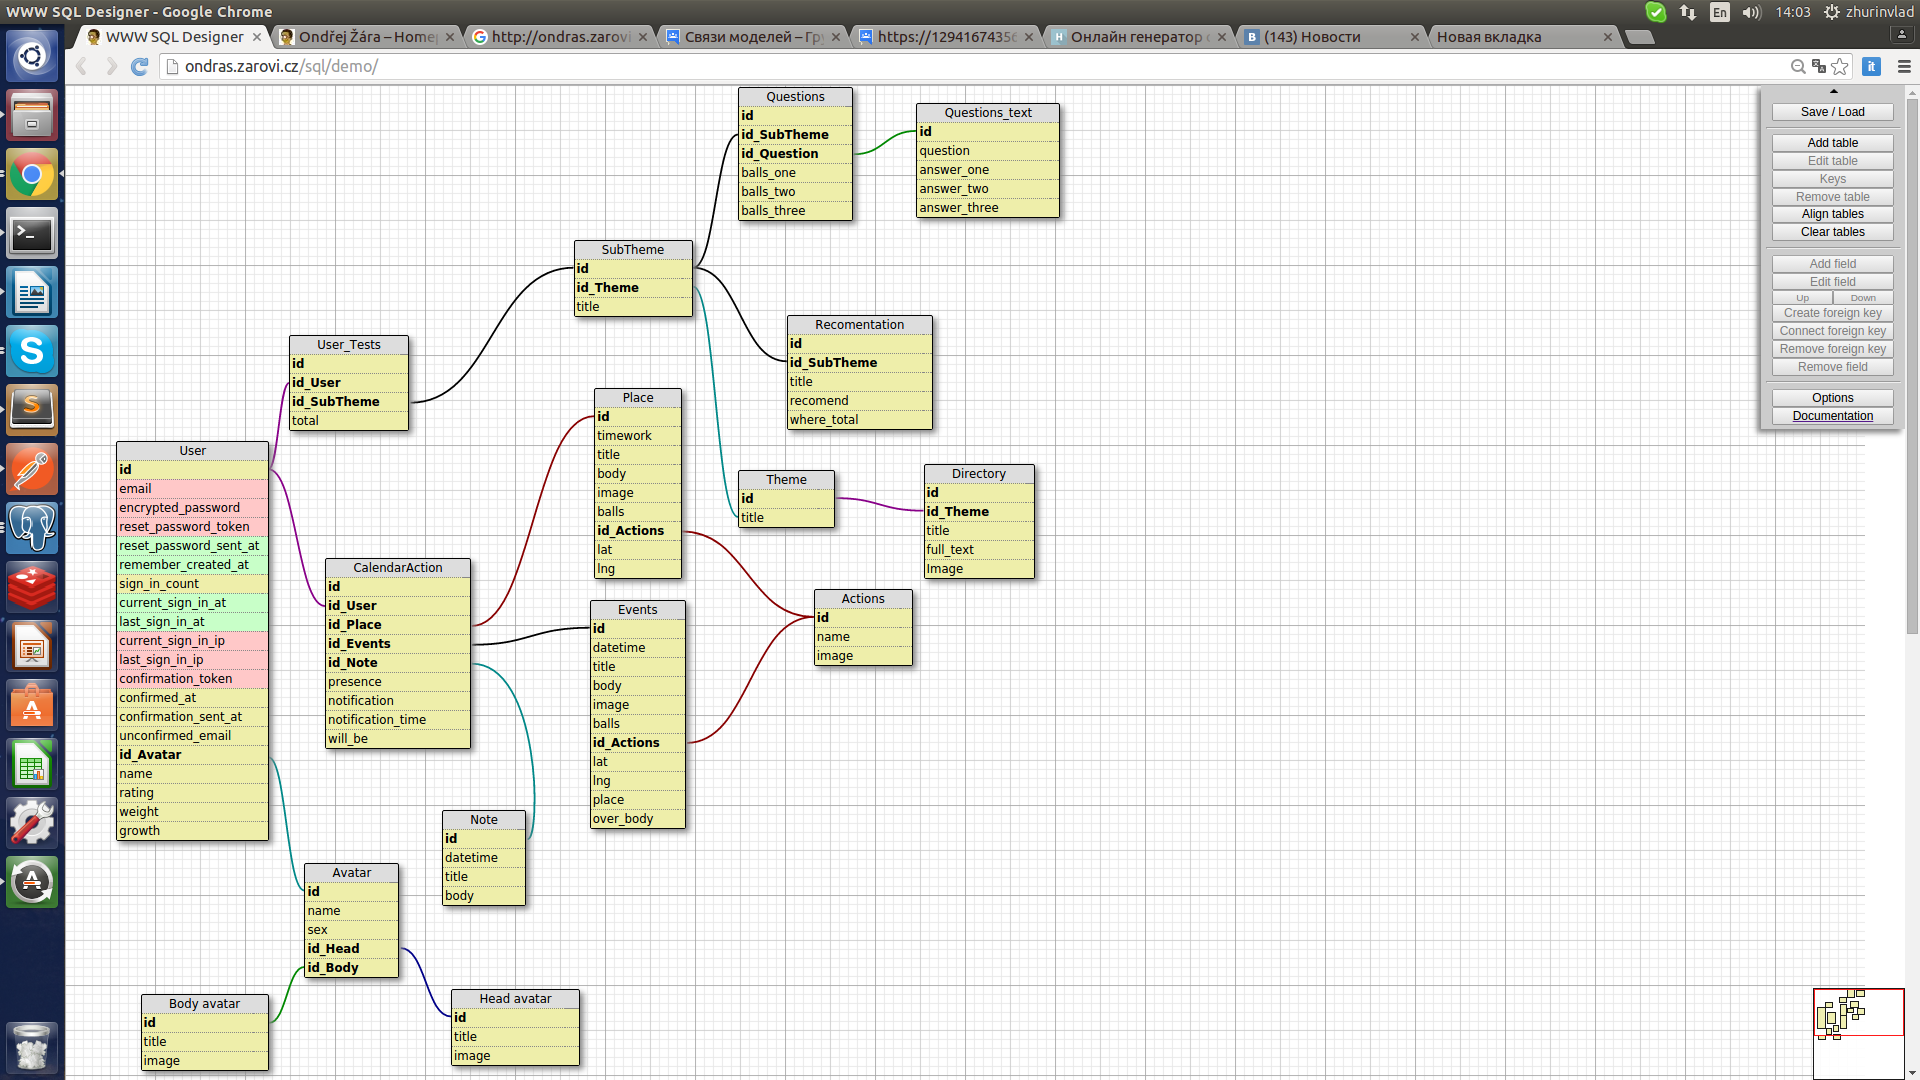 WWW SQL Designer - Google Chrome
En
14:03
zhurinvlad
WWW SQL Designer
Ondřej Žára – Home
http://ondras.zarovi
Связи моделей – Гру
https://1294167435
Онлайн генератор
(143) Новости
Новая вкладка
ondras.zarovi.cz/sql/demo/
Questions
id
id_SubTheme
id_Question
balls_one
balls_two
balls_three
Questions_text
id
question
answer_one
answer_two
answer_three
SubTheme
id
id_Theme
title
Recomentation
id
id_SubTheme
title
recomend
where_total
User_Tests
id
id_User
id_SubTheme
total
Place
id
timework
title
body
image
balls
id_Actions
lat
lng
Theme
id
title
Directory
id
id_Theme
title
full_text
Image
User
id
email
encrypted_password
reset_password_token
reset_password_sent_at
remember_created_at
sign_in_count
current_sign_in_at
last_sign_in_at
current_sign_in_ip
last_sign_in_ip
confirmation_token
confirmed_at
confirmation_sent_at
unconfirmed_email
id_Avatar
name
rating
weight
growth
CalendarAction
id
id_User
id_Place
id_Events
id_Note
presence
notification
notification_time
will_be
Events
id
datetime
title
body
image
balls
id_Actions
lat
lng
place
over_body
Actions
id
name
image
Note
id
datetime
title
body
Avatar
id
name
sex
id_Head
id_Body
Body avatar
id
title
image
Head avatar
id
title
image
Save / Load
Add table
Edit table
Keys
Remove table
Align tables
Clear tables
Add field
Edit field
Up
Down
Create foreign key
Connect foreign key
Remove foreign key
Remove field
Options
Documentation